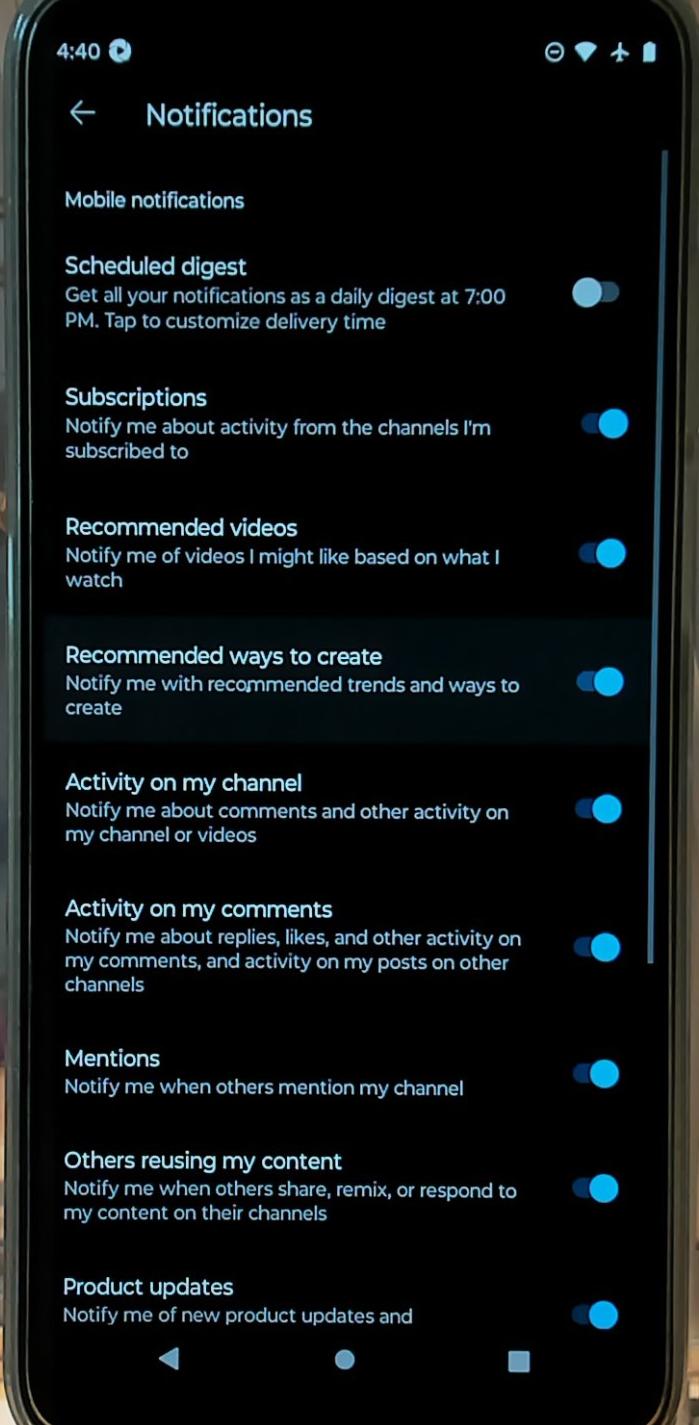 4:40
Notifications
Mobile notifications
Scheduled digest
Get all your notifications as a daily digest at 7:00
PM. Tap to customize delivery time
Subscriptions
Notify me about activity from the channels I'm
subscribed to
Recommended videos
Notify me of videos I might like based on what I
watch
Recommended ways to create
Notify me with recommended trends and ways to
create
Activity on my channel
Notify me about comments and other activity on
my channel or videos
Activity on my comments
Notify me about replies, likes, and other activity on
my comments, and activity on my posts on other
channels
Mentions
Notify me when others mention my channel
Others reusing my content
Notify me when others share, remix, or respond to
my content on their channels
Product updates
Notify me of new product updates and